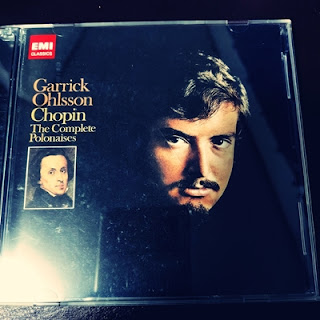 EMI
CLASSICS
Garrick
Ohlsson
Chopin
The Complete
Polonaises